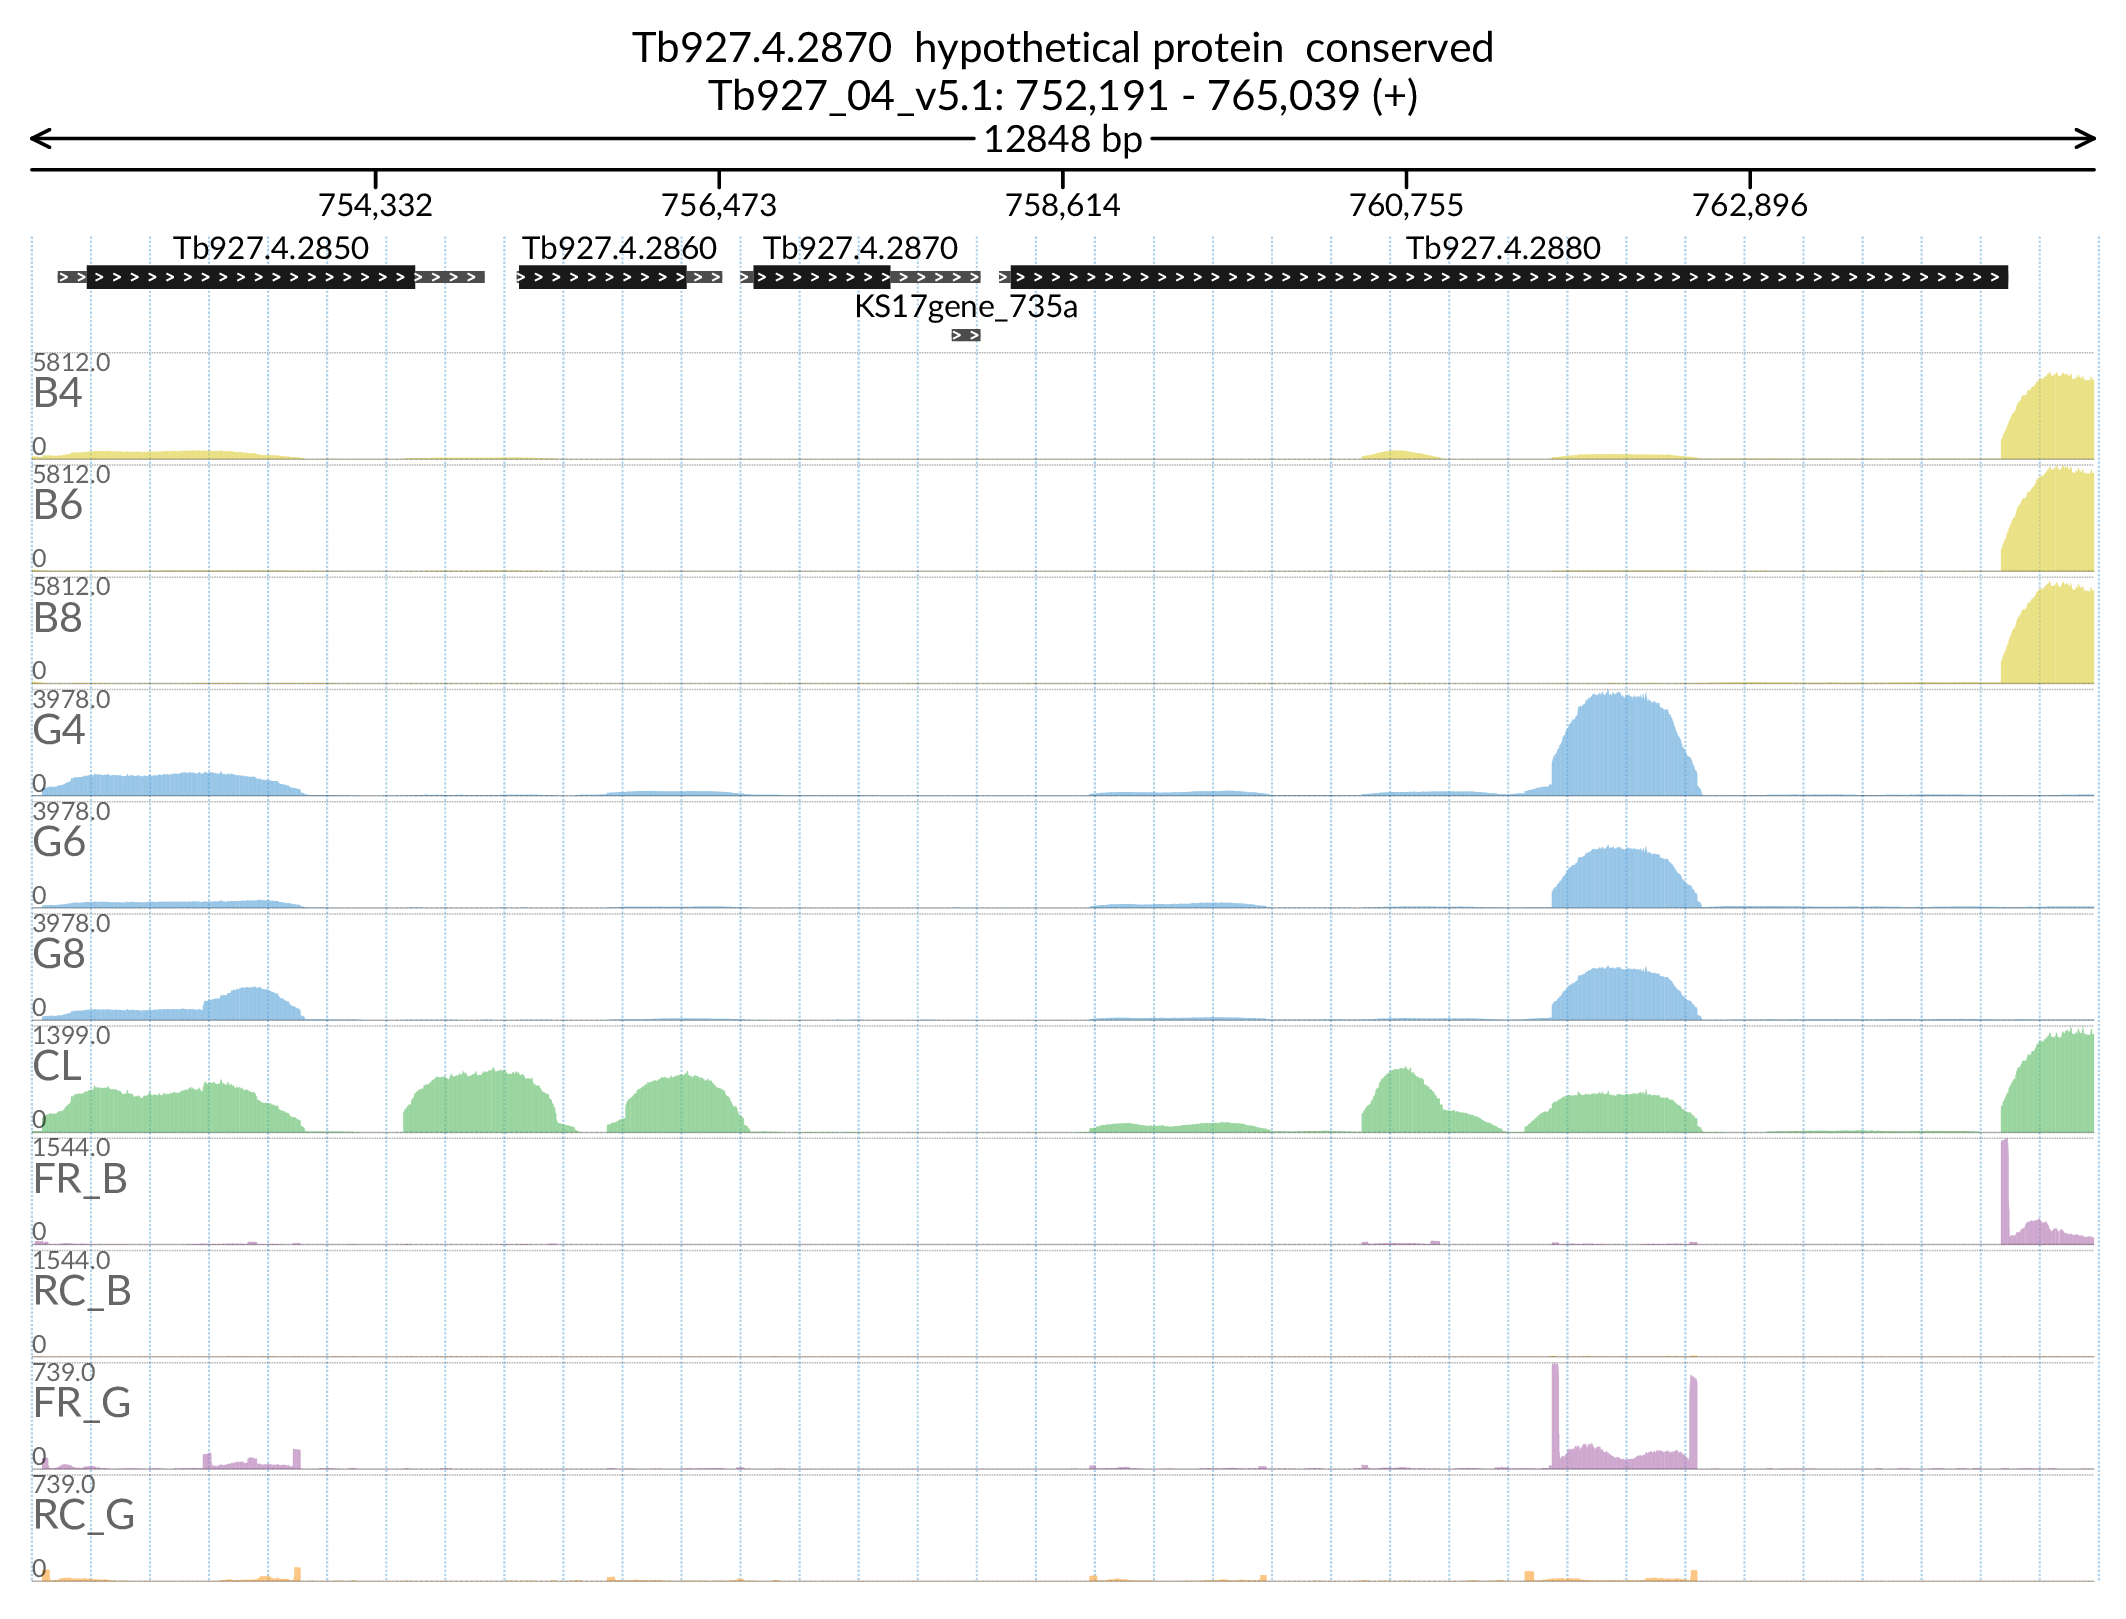 Tb927.4.2870 hypothetical protein conserved
Tb927_04_v5.1: 752,191 - 765,039 (+)
12848 bp
754,332 756,473 758,614 760,755 762,896
Tb927.4.2850 Tb927.4.2860 Tb927.4.2870 Tb927.4.2880
KS17gene_735a
5812.0
B4
0
5812.0
B6
0
5812.0
B8
0
3978.0
G4
0
3978.0
G6
0
3978.0
G8
0
1399.0
CL
0
1544.0
FR_B
0
1544.0
RC_B
0
739.0
FR_G
0
739.0
RC_G
0